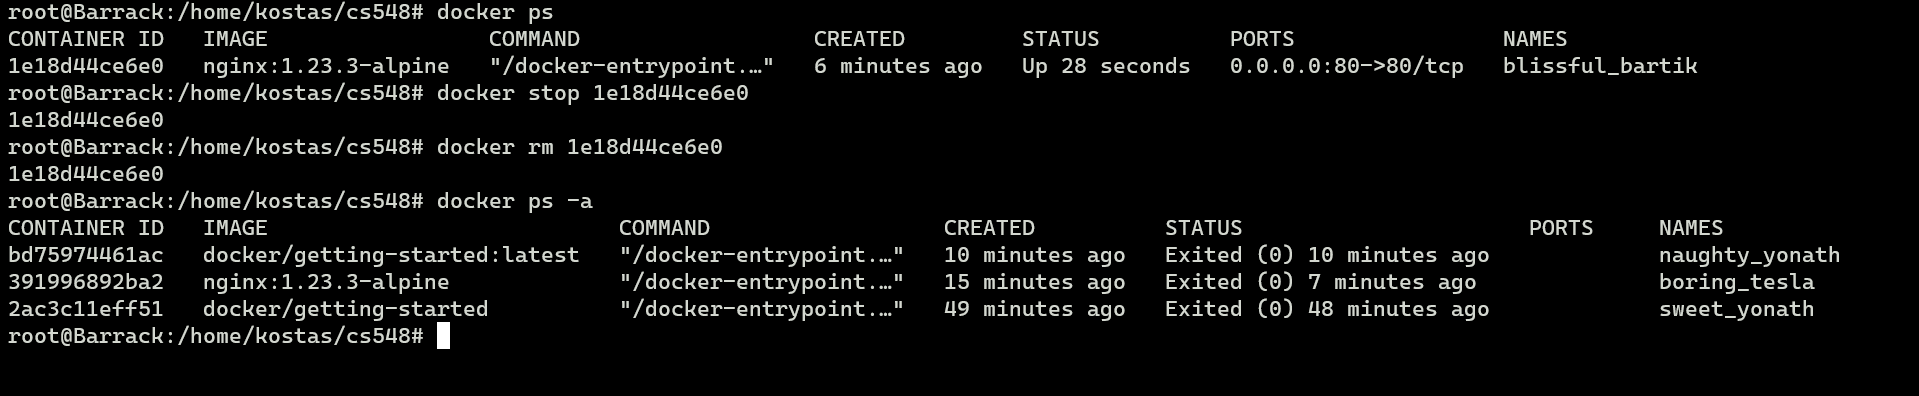 root@Barrack:/home/kostas/cs548# docker ps
CONTAINER ID   IMAGE                 COMMAND                  CREATED         STATUS          PORTS                NAMES
1e18d44ce6e0   nginx:1.23.3-alpine   "/docker-entrypoint.…"   6 minutes ago   Up 28 seconds   0.0.0.0:80->80/tcp   blissful_bartik
root@Barrack:/home/kostas/cs548# docker stop 1e18d44ce6e0
1e18d44ce6e0
root@Barrack:/home/kostas/cs548# docker rm 1e18d44ce6e0
1e18d44ce6e0
root@Barrack:/home/kostas/cs548# docker ps -a
CONTAINER ID   IMAGE                           COMMAND                  CREATED          STATUS                      PORTS     NAMES
bd75974461ac   docker/getting-started:latest   "/docker-entrypoint.…"   10 minutes ago   Exited (0) 10 minutes ago             naughty_yonath
391996892ba2   nginx:1.23.3-alpine             "/docker-entrypoint.…"   15 minutes ago   Exited (0) 7 minutes ago              boring_tesla
2ac3c11eff51   docker/getting-started          "/docker-entrypoint.…"   49 minutes ago   Exited (0) 48 minutes ago             sweet_yonath
root@Barrack:/home/kostas/cs548#